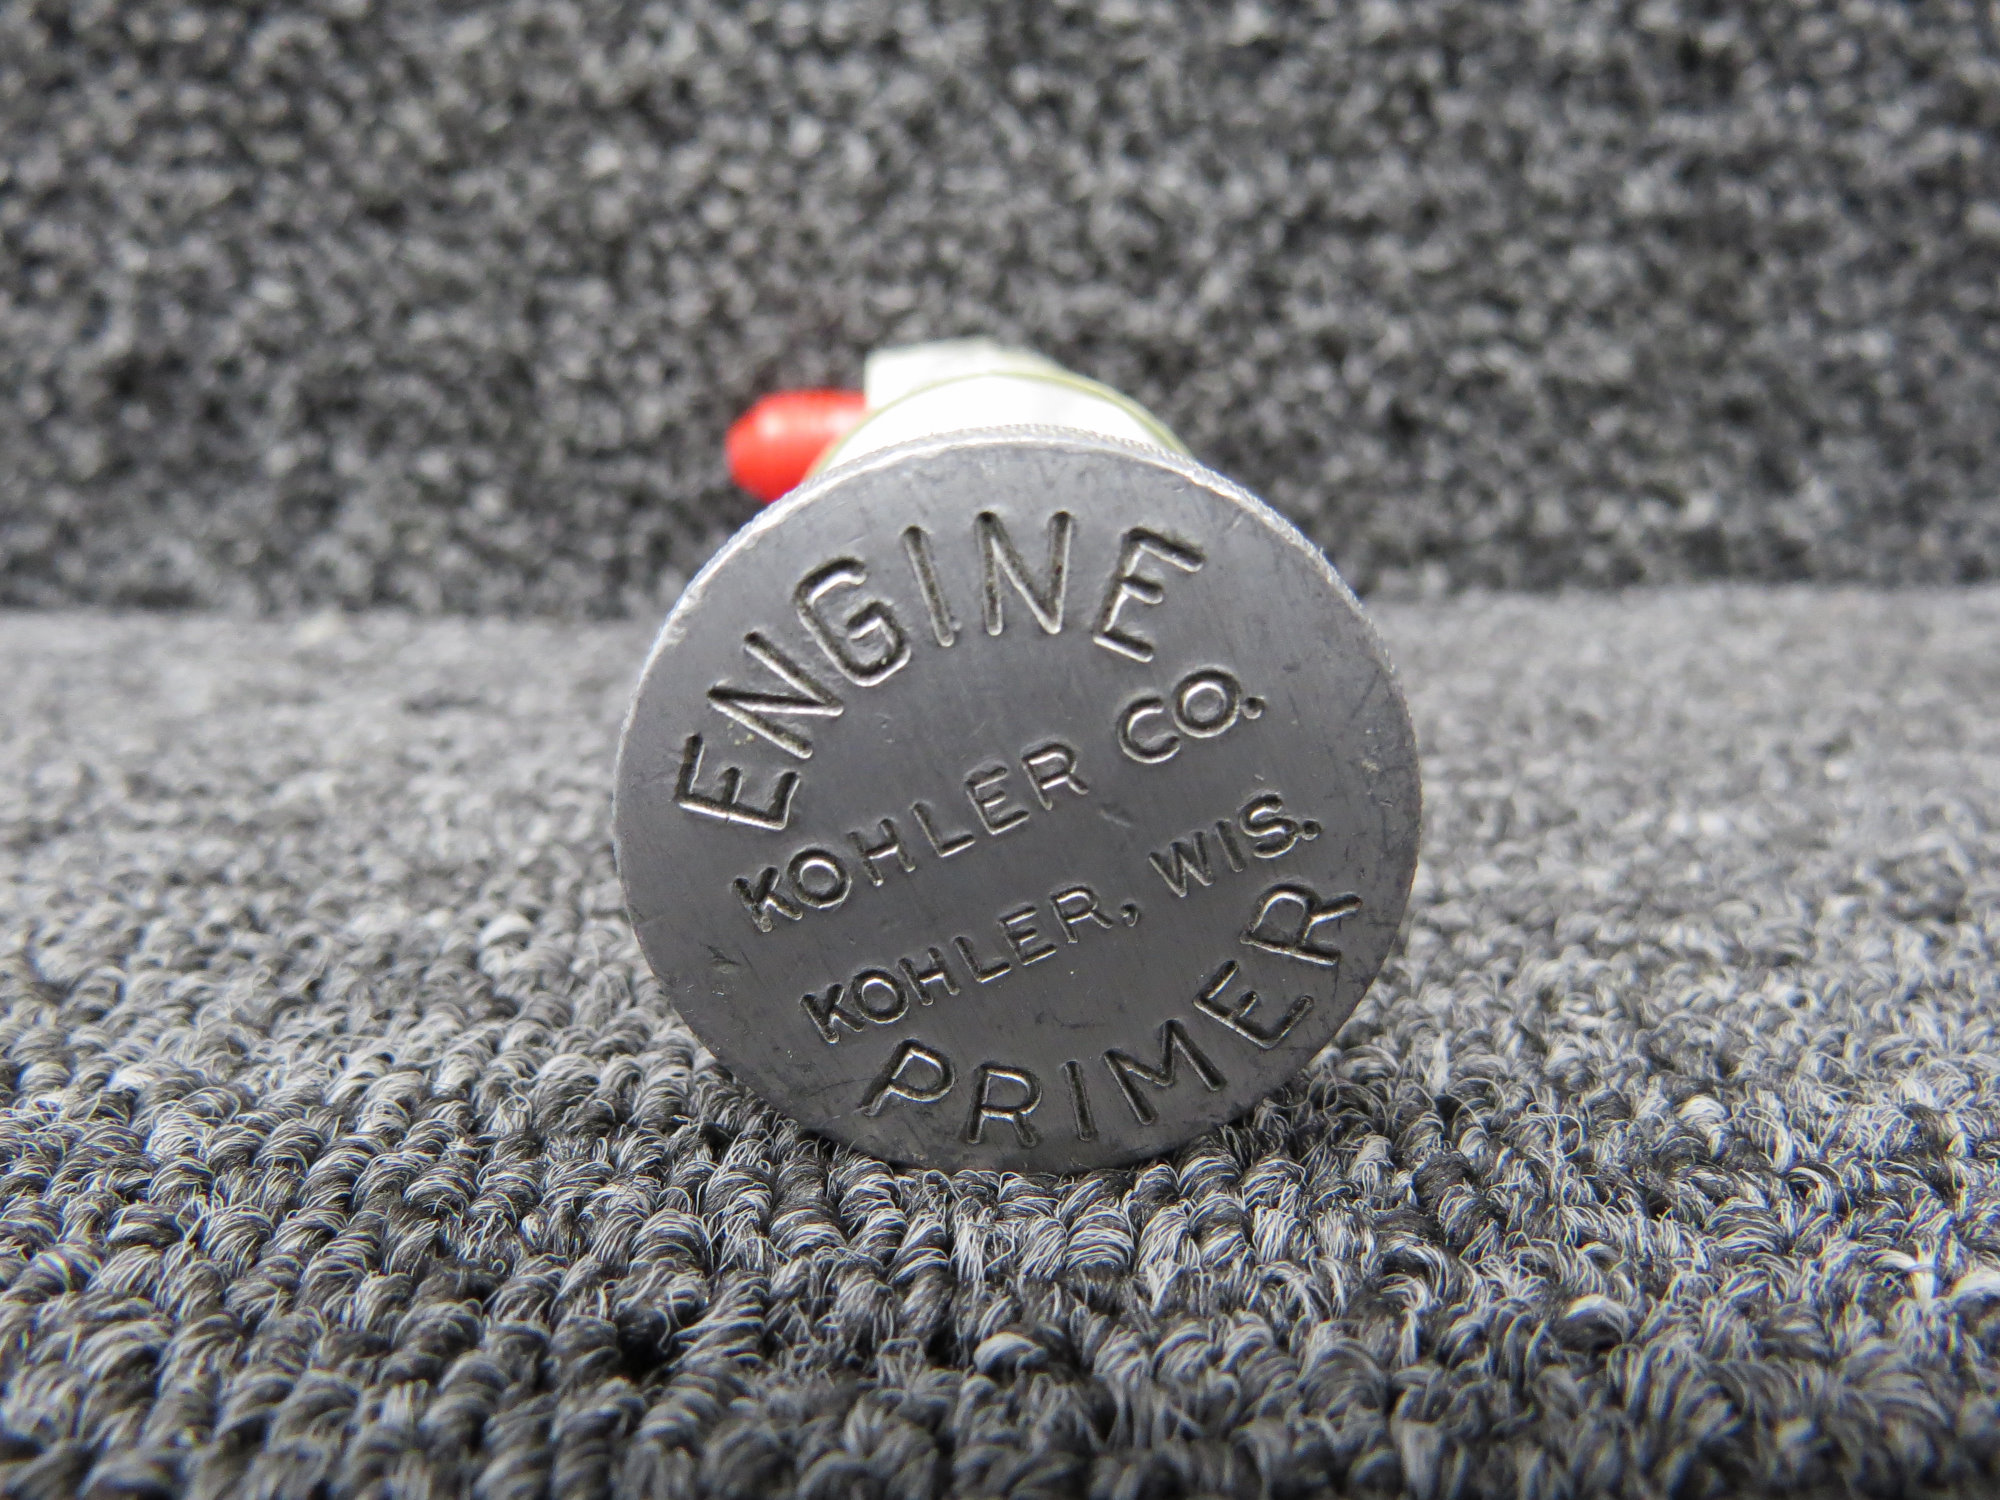 ENGINE
KOHLER CO.
KOHLER, WIS.
PRIMER